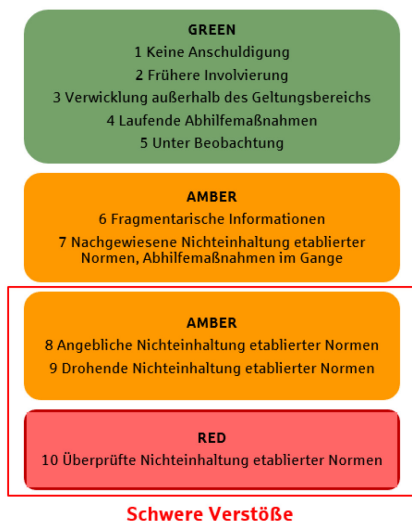 GREEN
1 Keine Anschuldigung
2 Frühere Involvierung
3 Verwicklung außerhalb des Geltungsbereichs
4 Laufende Abhilfemaßnahmen
5 Unter Beobachtung
AMBER
6 Fragmentarische Informationen
7 Nachgewiesene Nichteinhaltung etablierter
Normen, Abhilfemaßnahmen im Gange
AMBER
8 Angebliche Nichteinhaltung etablierter Normen
9 Drohende Nichteinhaltung etablierter Normen
RED
10 Überprüfte Nichteinhaltung etablierter Normen
Schwere Verstöße